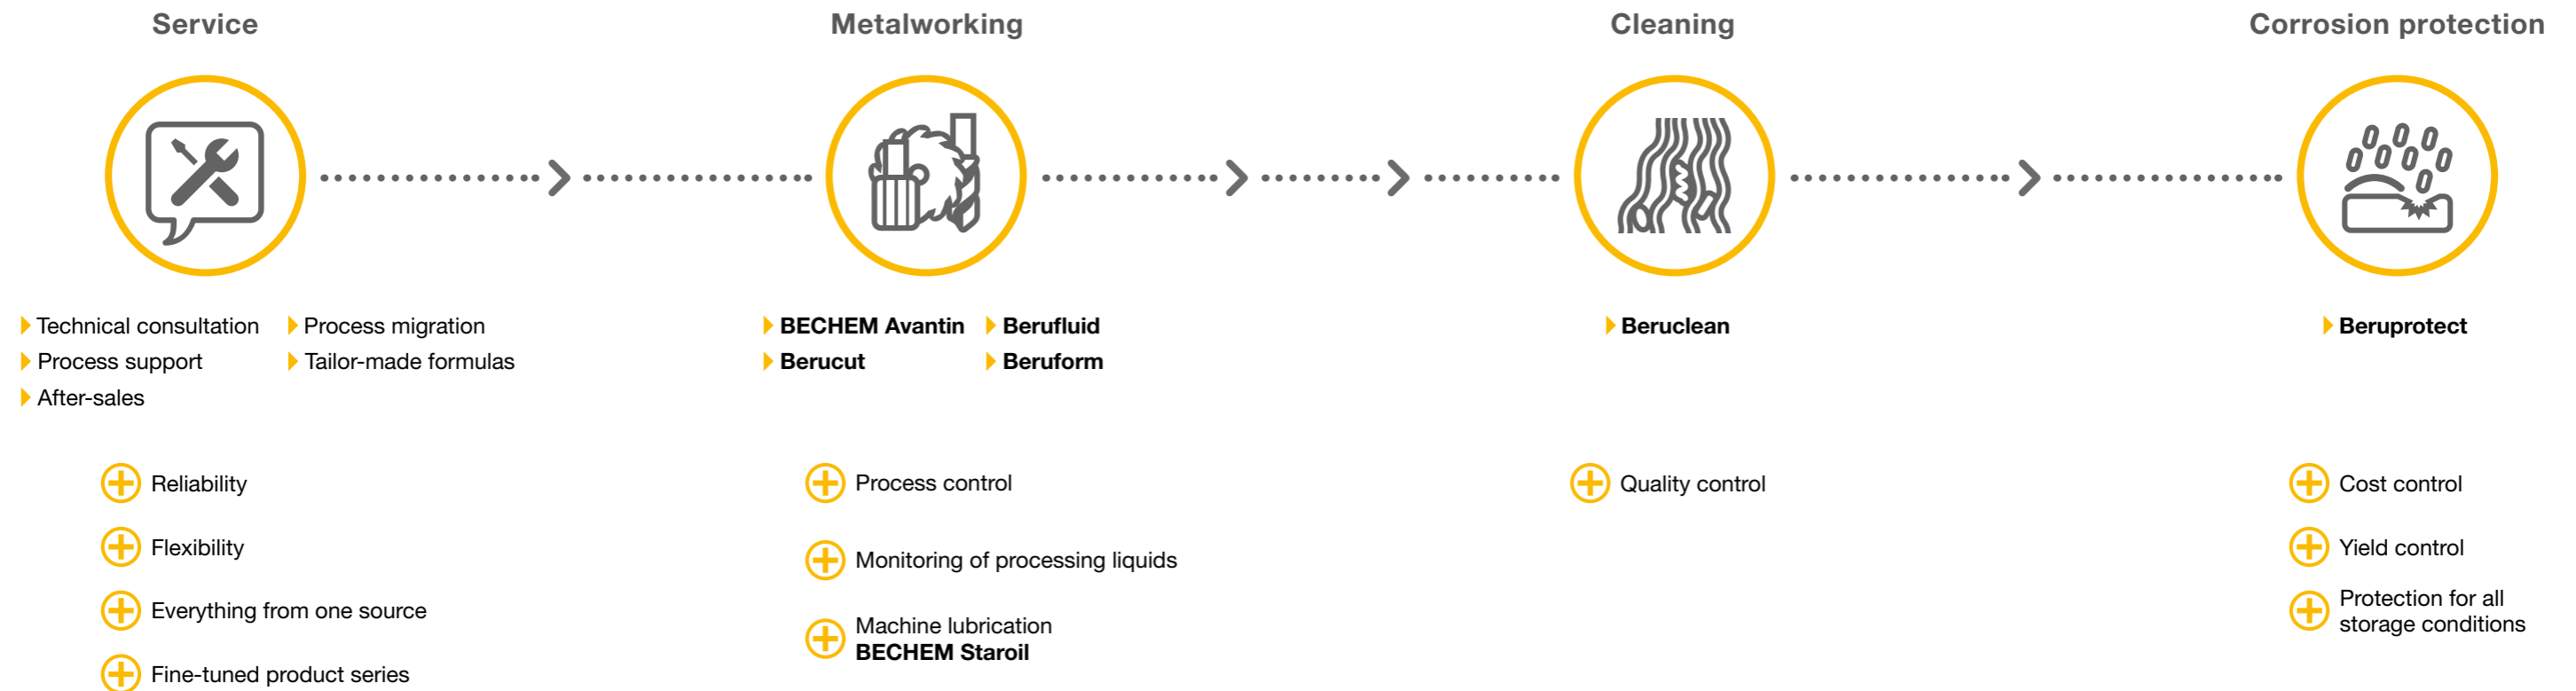 Service
Technical consultation
Process support
After-sales
Process migration
Tailor-made formulas
Reliability
Flexibility
Everything from one source
Fine-tuned product series
Metalworking
BECHEM Avantin
Berucut
Berufluid
Beruform
Process control
Monitoring of processing liquids
Machine lubrication
BECHEM Staroil
Cleaning
Beruclean
Quality control
Corrosion protection
Beruprotect
Cost control
Yield control
Protection for all
storage conditions